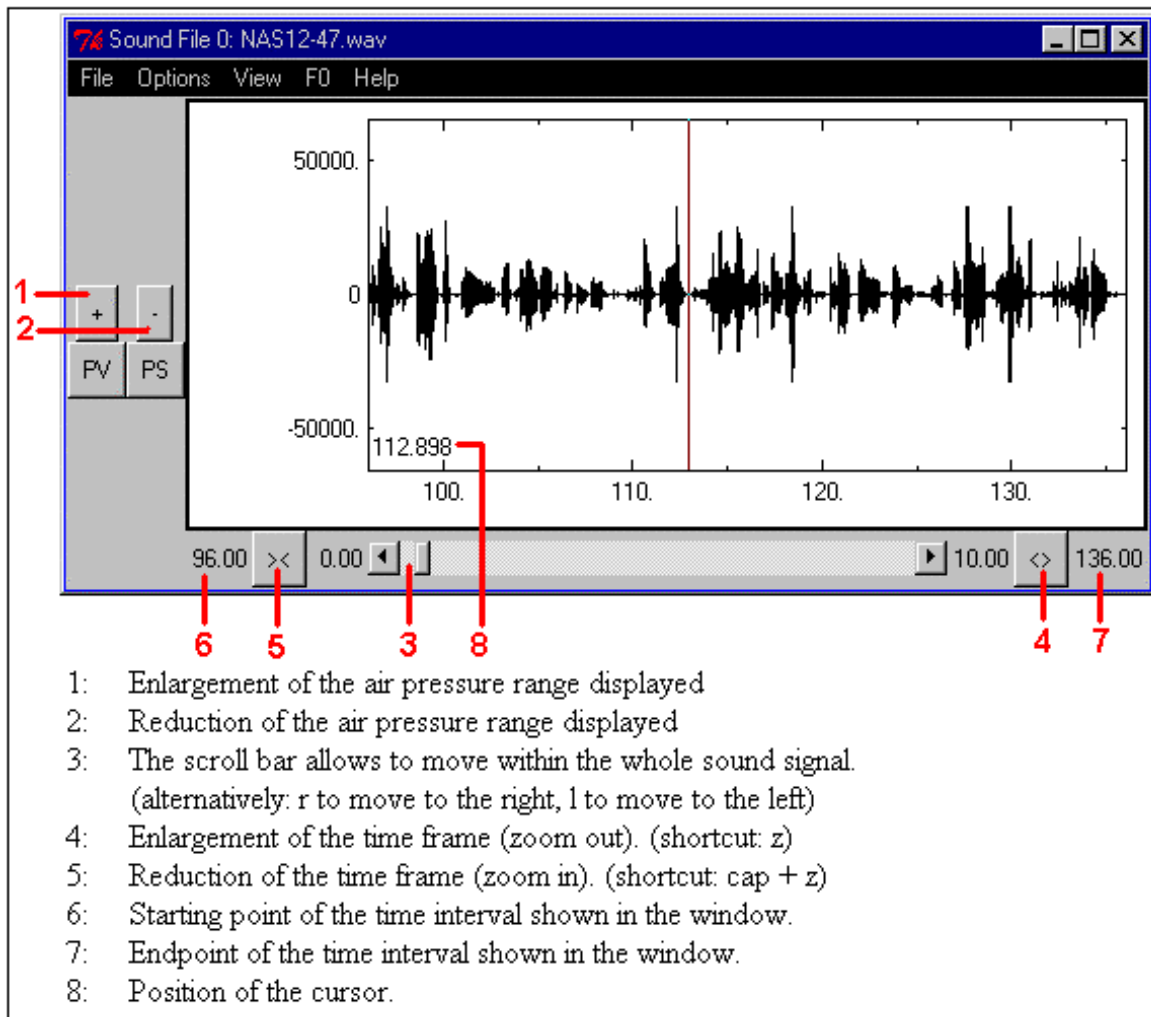 Sound File 0: NAS12-47.wav
File Options View F0 Help
50000.
0
-50000.
112.898
100. 110. 120. 130.
1
+ -
2
PV PS
96.00 >< 0.00 10.00 <> 136.00
6 5 3 8 4 7
1: Enlargement of the air pressure range displayed
2: Reduction of the air pressure range displayed
3: The scroll bar allows to move within the whole sound signal.
(alternatively: r to move to the right, l to move to the left)
4: Enlargement of the time frame (zoom out). (shortcut: z)
5: Reduction of the time frame (zoom in). (shortcut: cap + z)
6: Starting point of the time interval shown in the window.
7: Endpoint of the time interval shown in the window.
8: Position of the cursor.